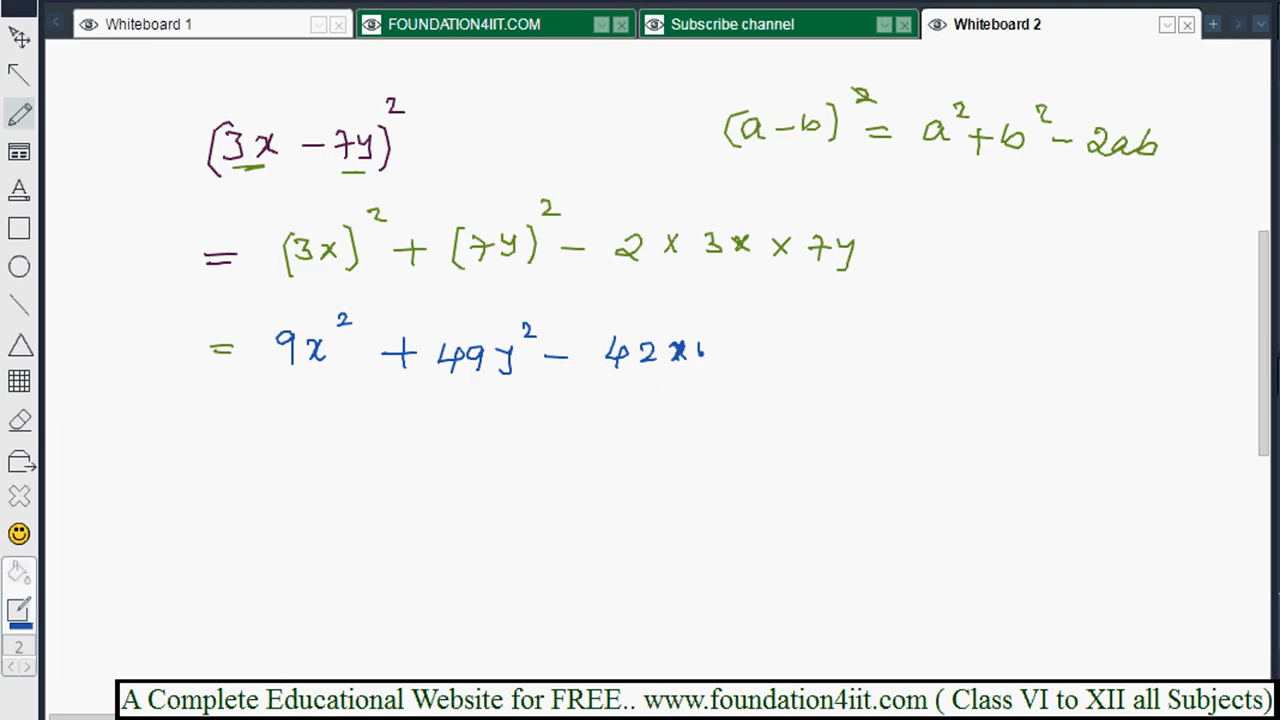 Whiteboard 1 FOUNDATION4IIT.COM Subscribe channel Whiteboard 2
(3x - 7y)² (a - b)² = a² + b² - 2ab
= (3x)² + (7y)² - 2 × 3x × 7y
= 9x² + 49y² - 42x
2
A Complete Educational Website for FREE.. www.foundation4iit.com ( Class VI to XII all Subjects)